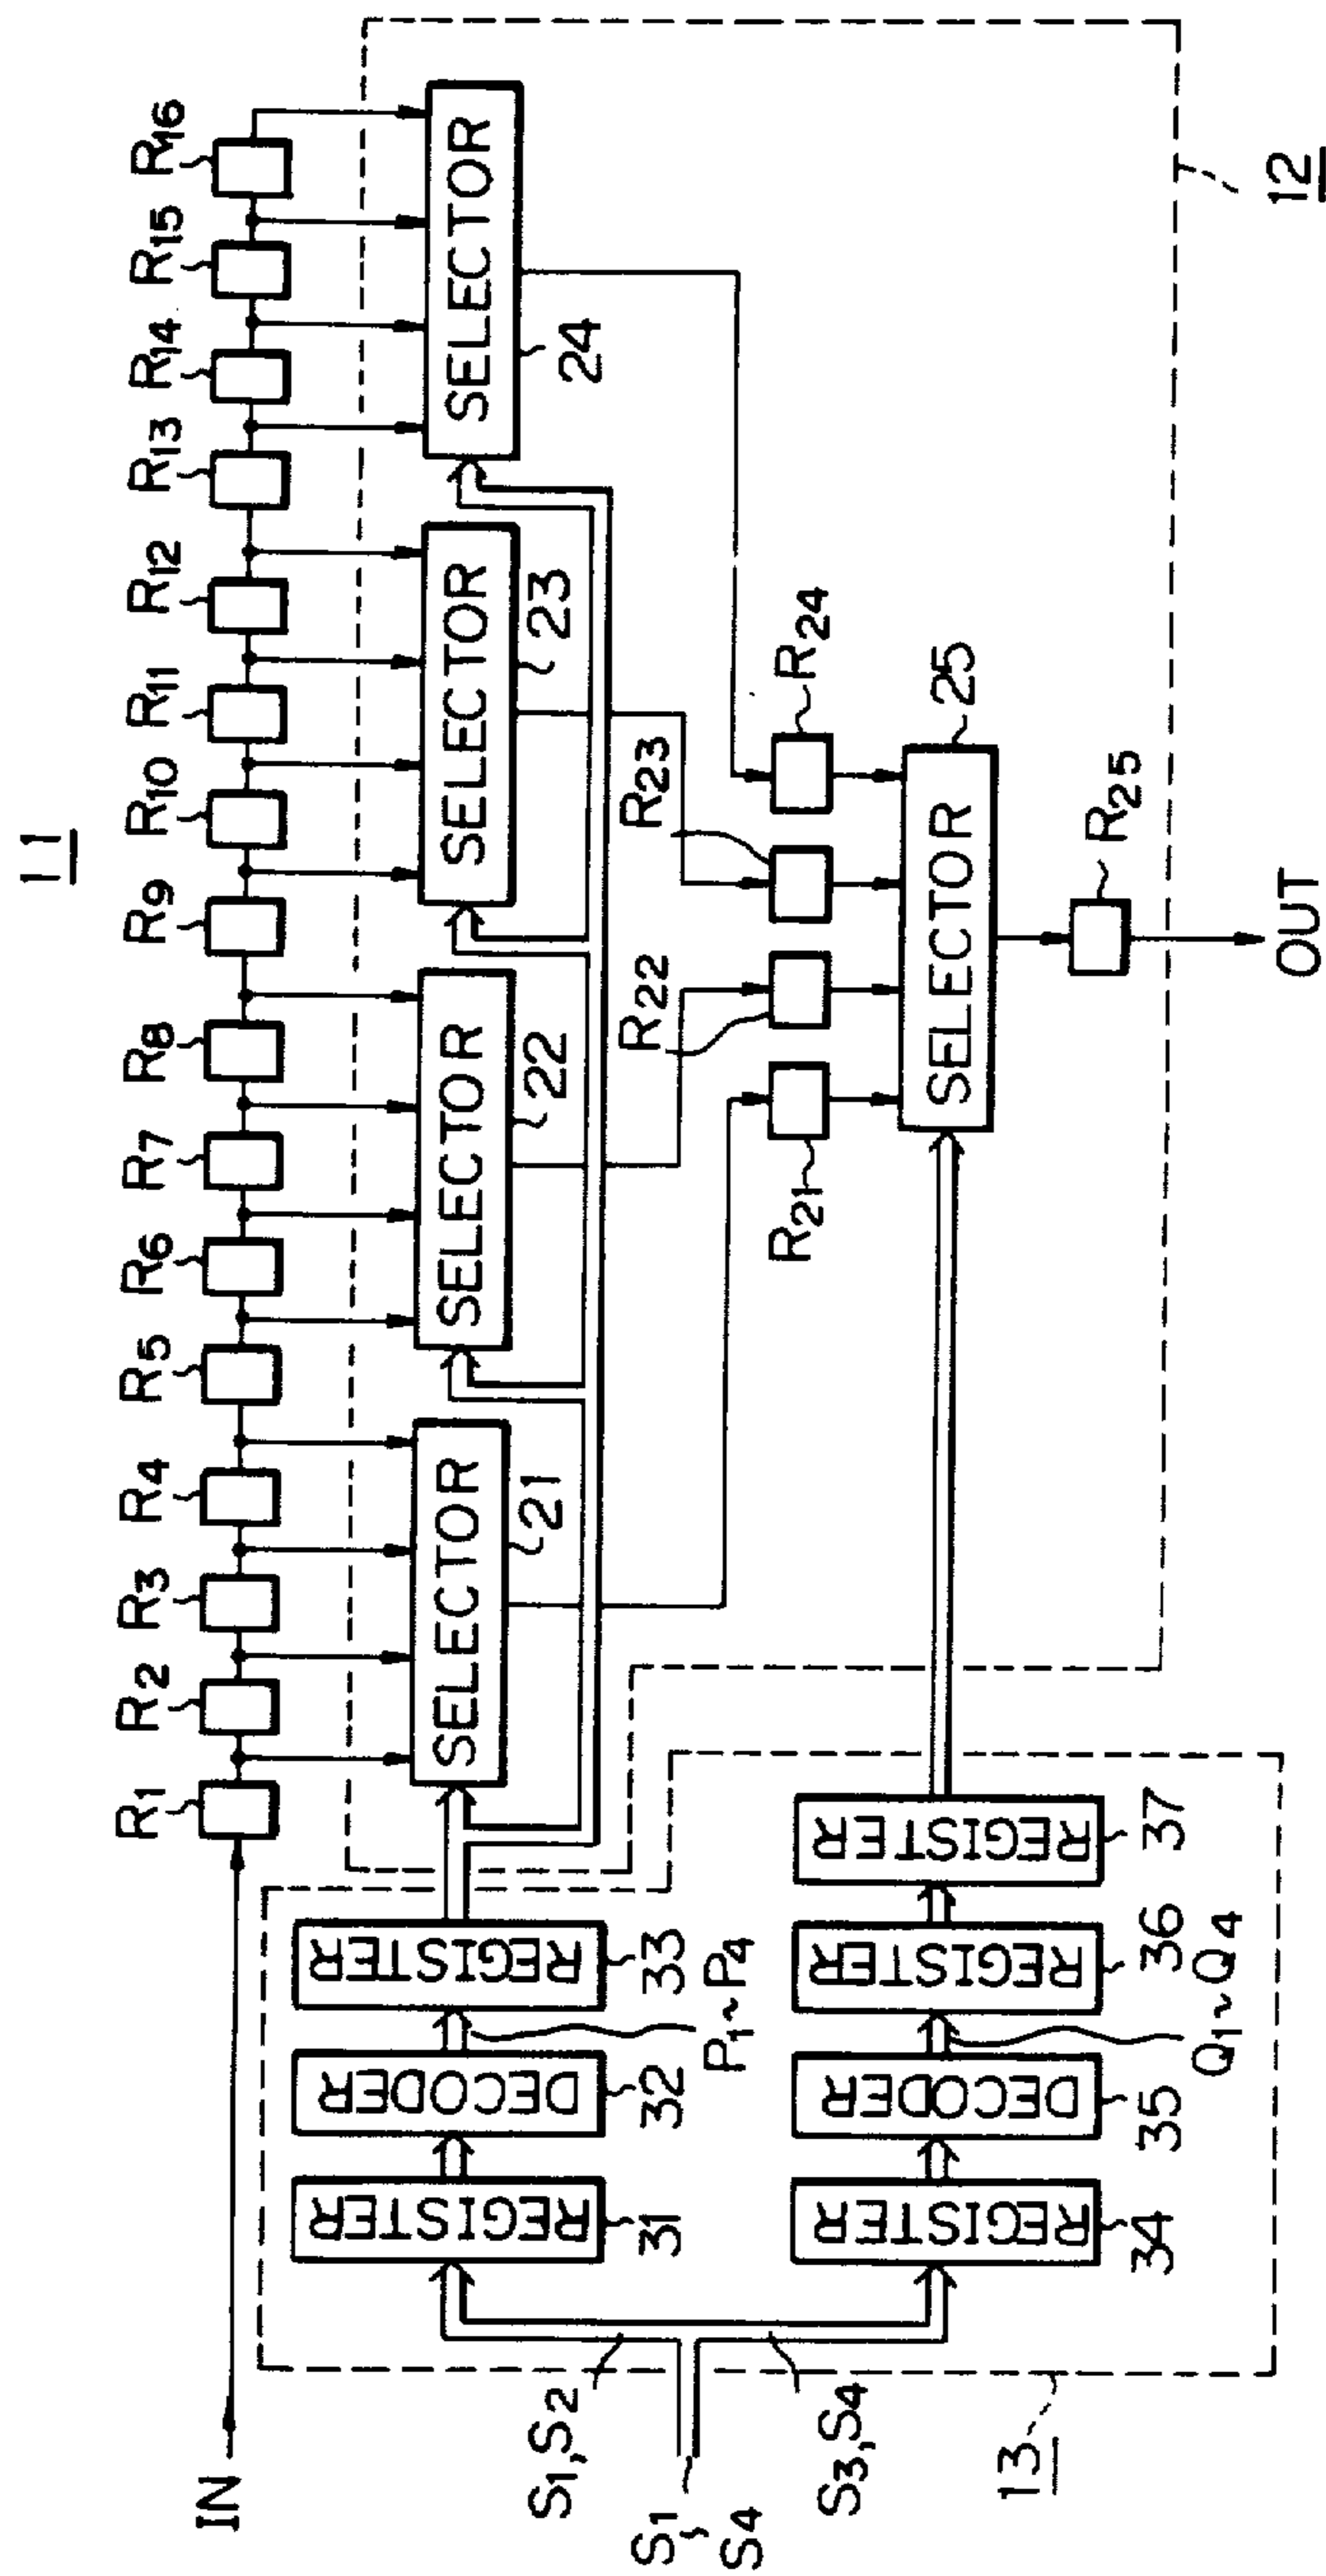 11
R1
R2
R3
R4
R5
R6
R7
R8
R9
R10
R11
R12
R13
R14
R15
R16
IN
SELECTOR
21
SELECTOR
22
SELECTOR
23
SELECTOR
24
REGISTER
31
DECODER
32
P1~P4
REGISTER
33
S1,S2
S1
~
S4
S3,S4
R21
R22
R23
R24
SELECTOR
25
REGISTER
34
DECODER
35
Q1~Q4
REGISTER
36
REGISTER
37
R25
OUT
13
12